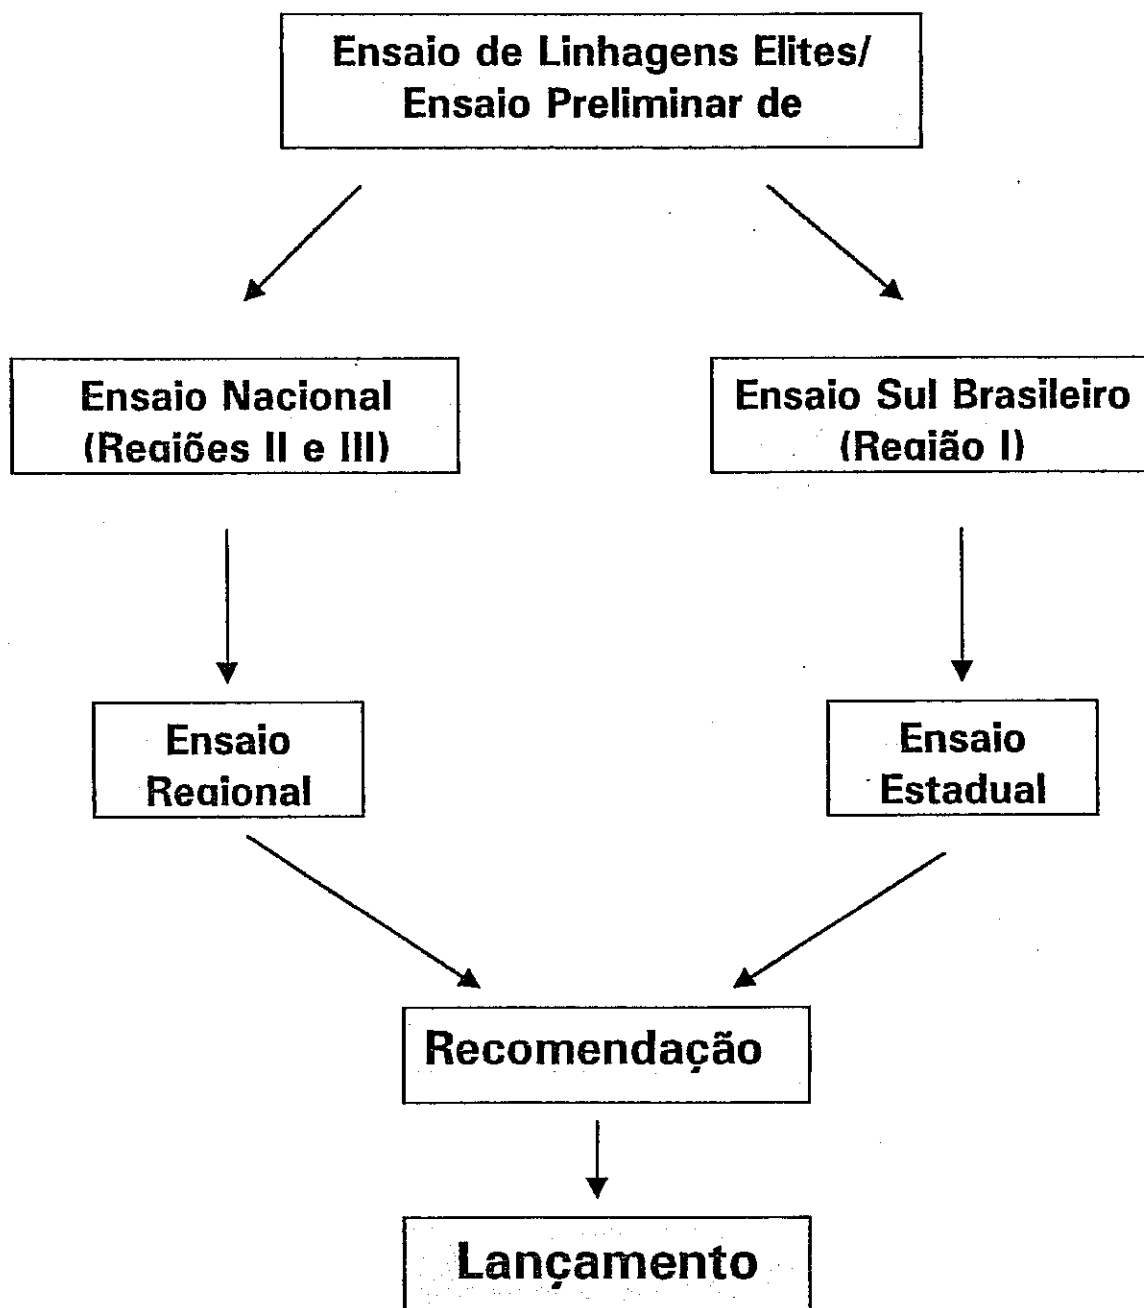 Ensaio de Linhagens Elites/
Ensaio Preliminar de
Ensaio Nacional
(Regiões II e III)
Ensaio Sul Brasileiro
(Região I)
Ensaio
Regional
Ensaio
Estadual
Recomendação
Lançamento